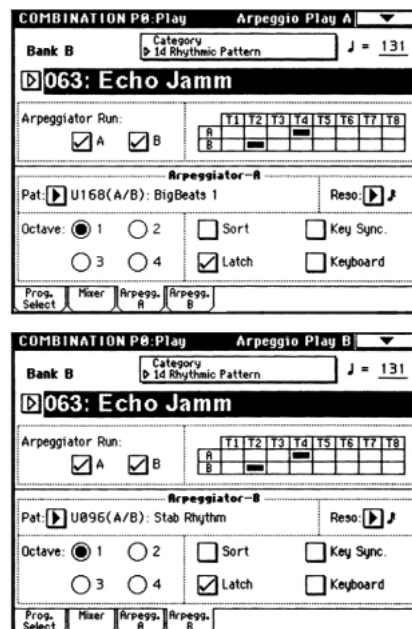 COMBINATION P0:Play Arpeggio Play A
Bank B Category 1d Rhythmic Pattern ♩ = 131
063: Echo Jamm
Arpeggiator Run: A B
T1 T2 T3 T4 T5 T6 T7 T8
A
B
Arpeggiator-A
Pat: U168(A/B): BigBeats 1 Reso: ♪
Octave: 1 2 Sort Key Sync.
3 4 Latch Keyboard
Prog. Select Mixer Arpegg. A Arpegg. B
COMBINATION P0:Play Arpeggio Play B
Bank B Category 1d Rhythmic Pattern ♩ = 131
063: Echo Jamm
Arpeggiator Run: A B
T1 T2 T3 T4 T5 T6 T7 T8
A
B
Arpeggiator-B
Pat: U096(A/B): Stab Rhythm Reso: ♪
Octave: 1 2 Sort Key Sync.
3 4 Latch Keyboard
Prog. Select Mixer Arpegg. A Arpegg. B